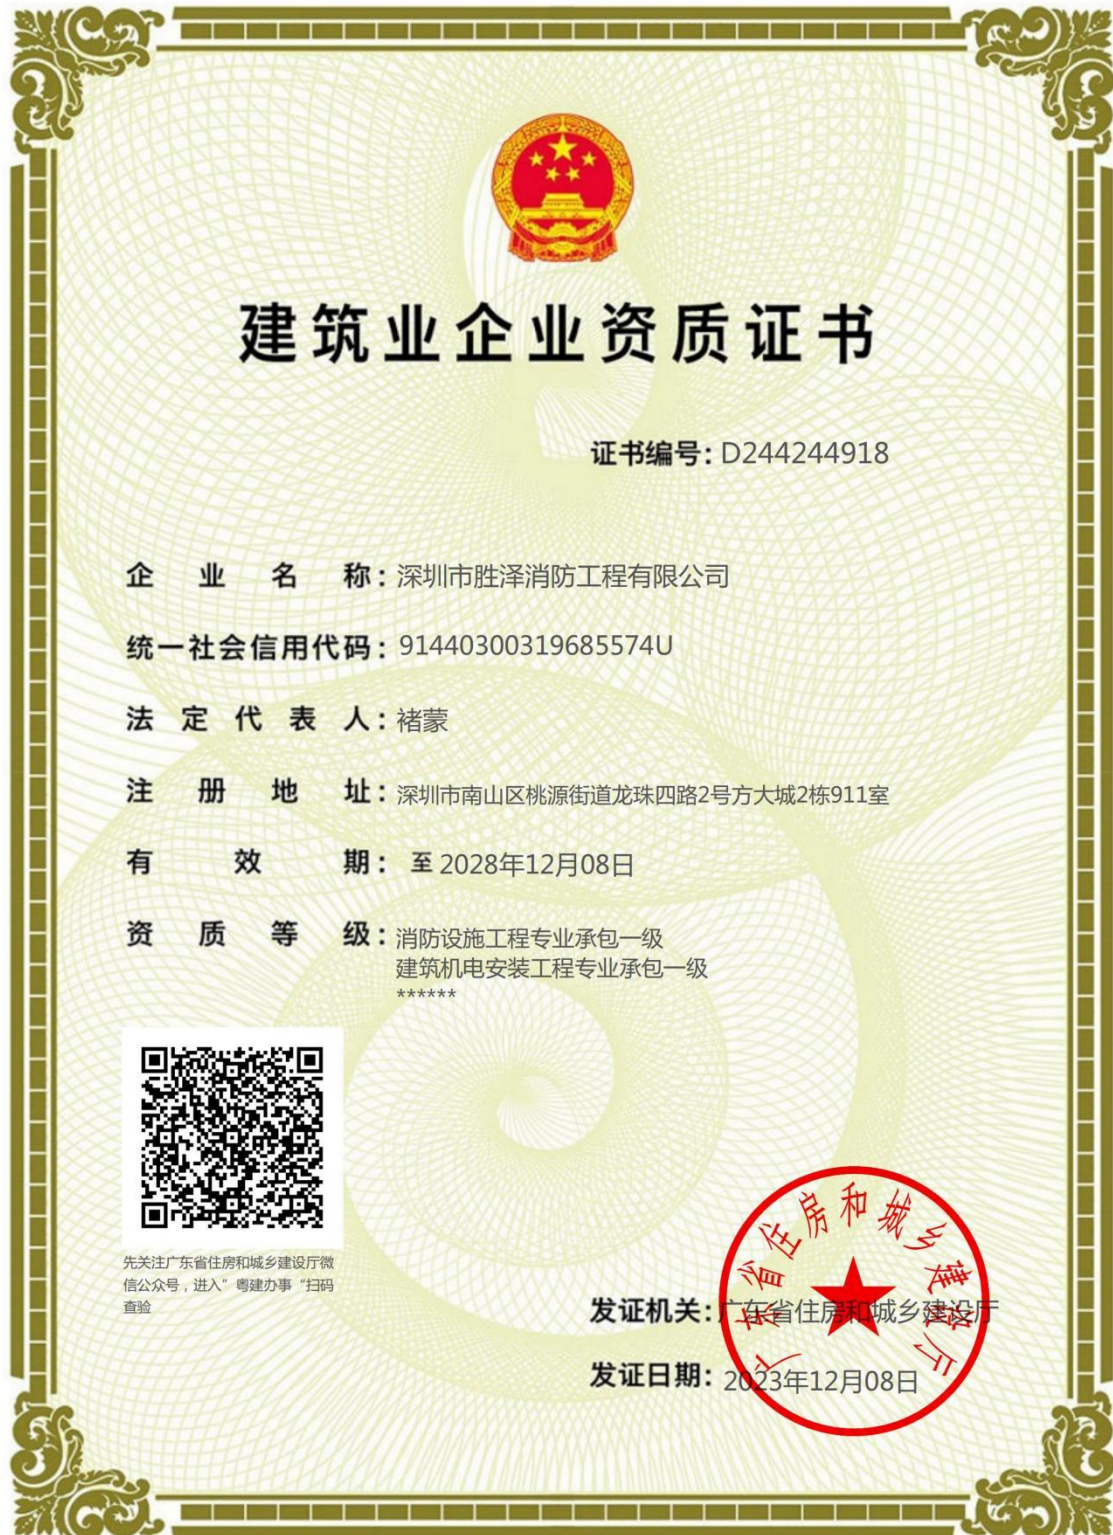 建筑业企业资质证书
证书编号: D244244918
企业名称: 深圳市胜泽消防工程有限公司
统一社会信用代码: 91440300319685574U
法定代表人: 褚蒙
注册地址: 深圳市南山区桃源街道龙珠四路2号方大城2栋911室
有效期: 至 2028年12月08日
资质等级: 消防设施工程专业承包一级
建筑机电安装工程专业承包一级
******
先关注广东省住房和城乡建设厅微
信公众号，进入”粤建办事“扫码
查验
广东省住房和城乡建设厅
发证机关: 广东省住房和城乡建设厅
发证日期: 2023年12月08日